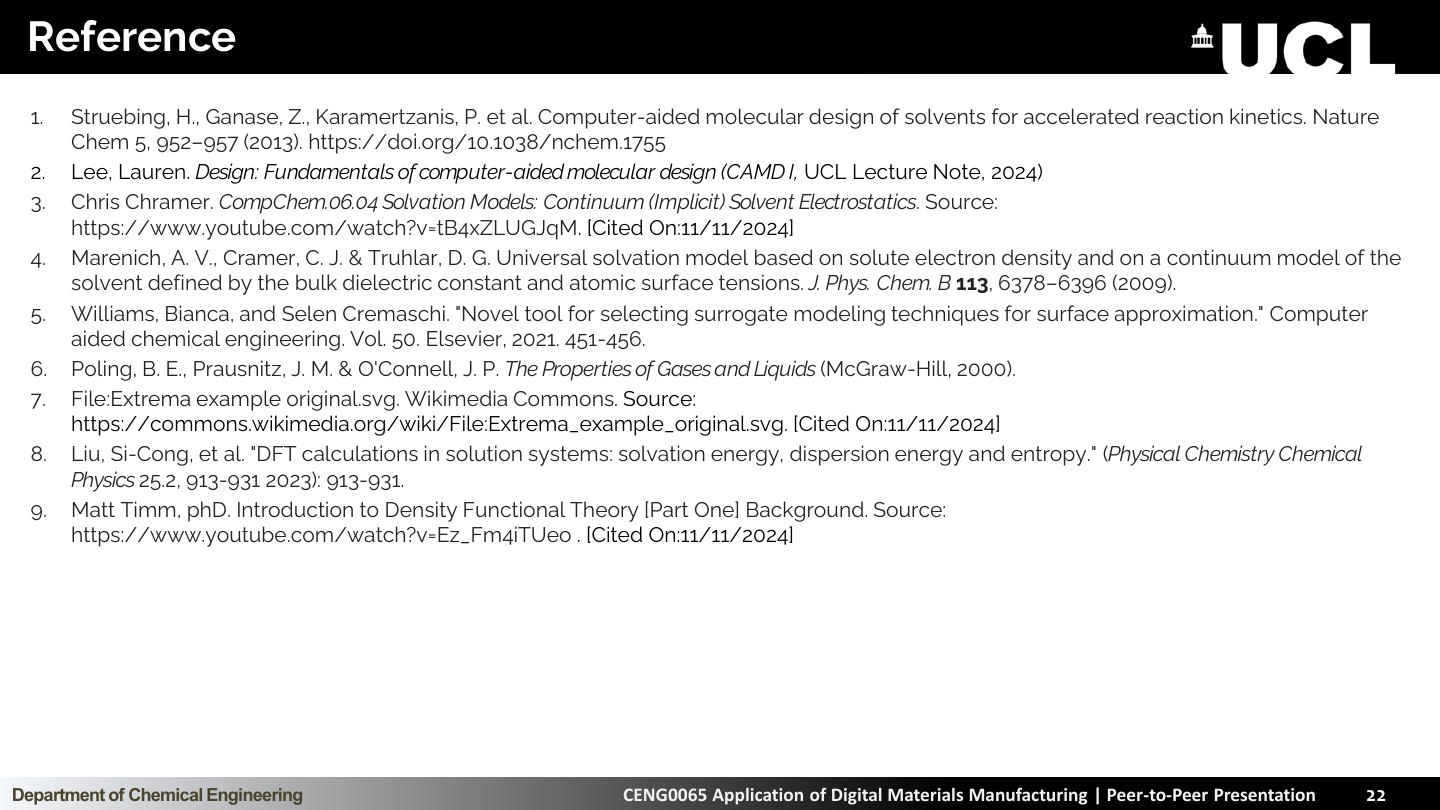 Reference
UCL
1. Struebing, H., Ganase, Z., Karamertzanis, P. et al. Computer-aided molecular design of solvents for accelerated reaction kinetics. Nature
Chem 5, 952–957 (2013). https://doi.org/10.1038/nchem.1755
2. Lee, Lauren. Design: Fundamentals of computer-aided molecular design (CAMD I, UCL Lecture Note, 2024)
3. Chris Chramer. CompChem.06.04 Solvation Models: Continuum (Implicit) Solvent Electrostatics. Source:
https://www.youtube.com/watch?v=tB4xZLUGJqM. [Cited On:11/11/2024]
4. Marenich, A. V., Cramer, C. J. & Truhlar, D. G. Universal solvation model based on solute electron density and on a continuum model of the
solvent defined by the bulk dielectric constant and atomic surface tensions. J. Phys. Chem. B 113, 6378–6396 (2009).
5. Williams, Bianca, and Selen Cremaschi. "Novel tool for selecting surrogate modeling techniques for surface approximation." Computer
aided chemical engineering. Vol. 50. Elsevier, 2021. 451-456.
6. Poling, B. E., Prausnitz, J. M. & O'Connell, J. P. The Properties of Gases and Liquids (McGraw-Hill, 2000).
7. File:Extrema example original.svg. Wikimedia Commons. Source:
https://commons.wikimedia.org/wiki/File:Extrema_example_original.svg. [Cited On:11/11/2024]
8. Liu, Si-Cong, et al. "DFT calculations in solution systems: solvation energy, dispersion energy and entropy." (Physical Chemistry Chemical
Physics 25.2, 913-931 2023): 913-931.
9. Matt Timm, phD. Introduction to Density Functional Theory [Part One] Background. Source:
https://www.youtube.com/watch?v=Ez_Fm4iTUeo . [Cited On:11/11/2024]
Department of Chemical Engineering
CENG0065 Application of Digital Materials Manufacturing | Peer-to-Peer Presentation
22